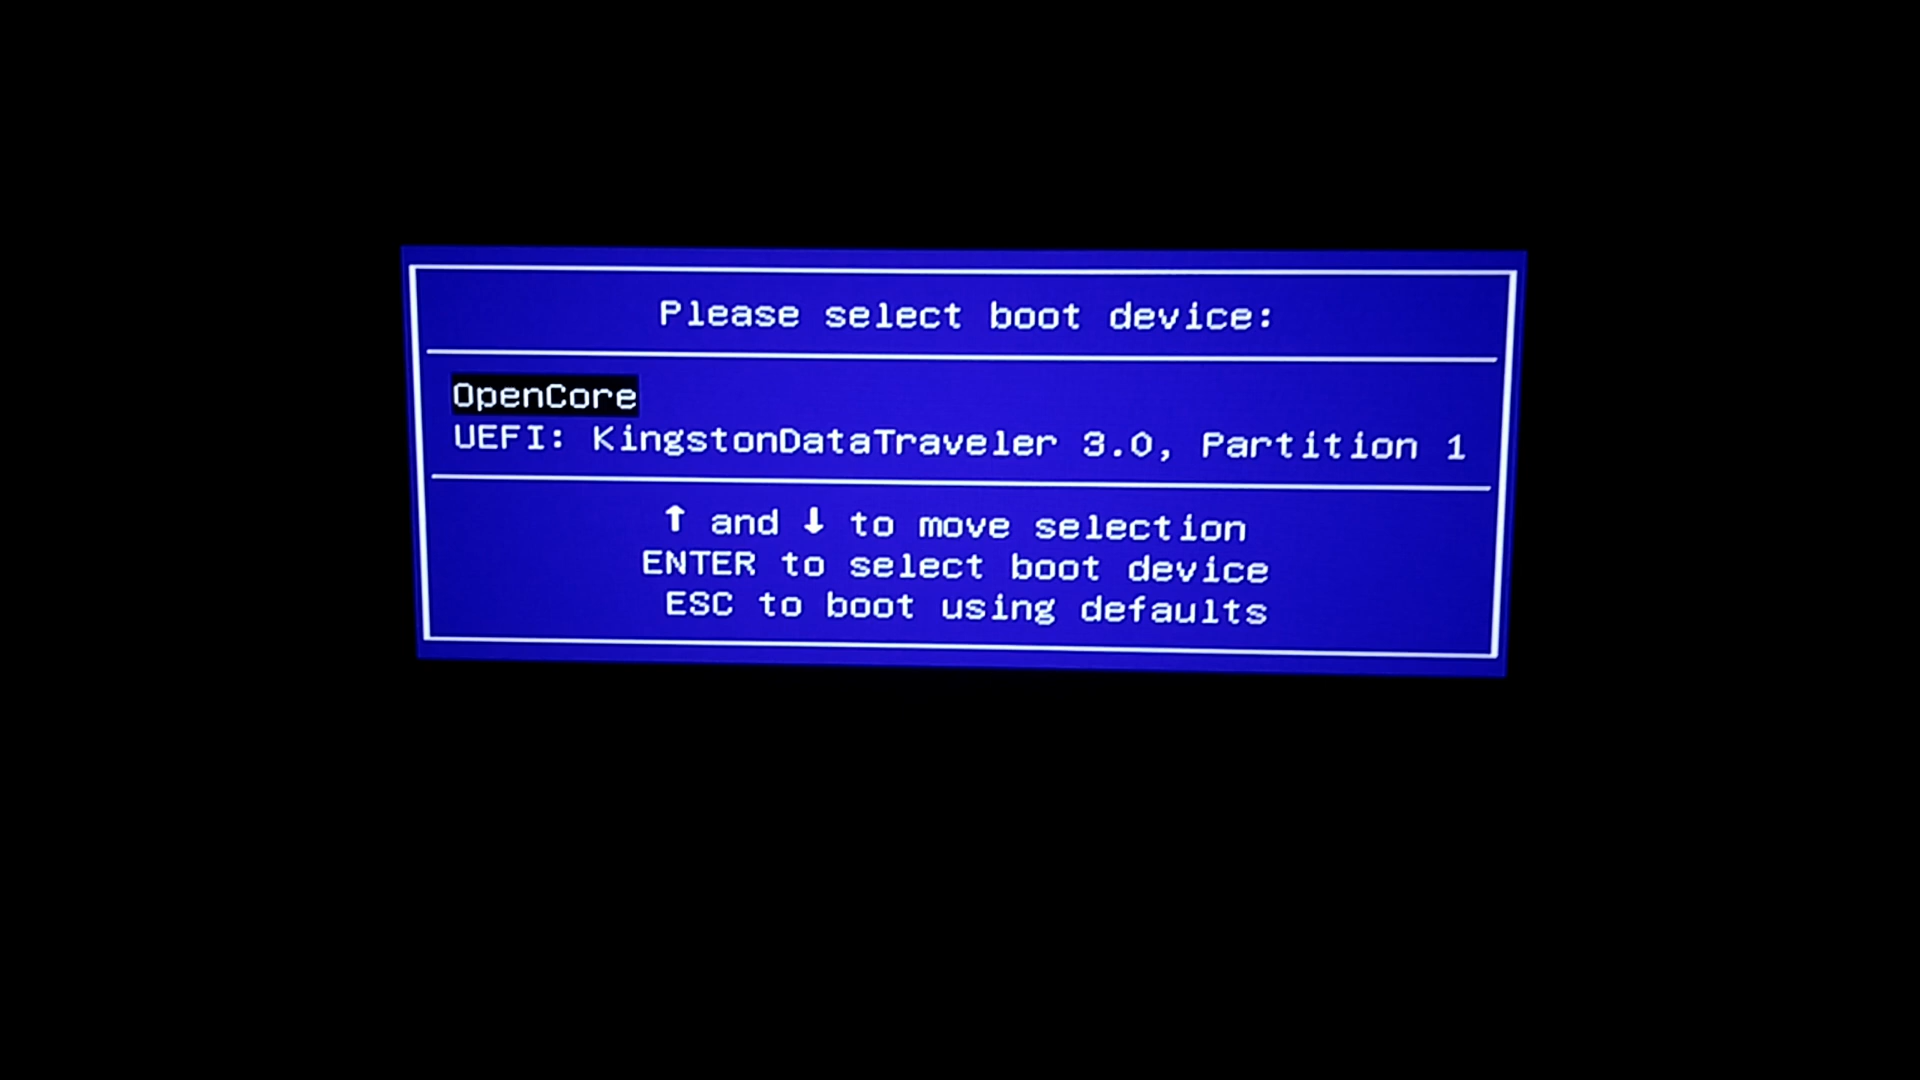 Please select boot device:
OpenCore
UEFI: KingstonDataTraveler 3.0, Partition 1
↑ and ↓ to move selection
ENTER to select boot device
ESC to boot using defaults